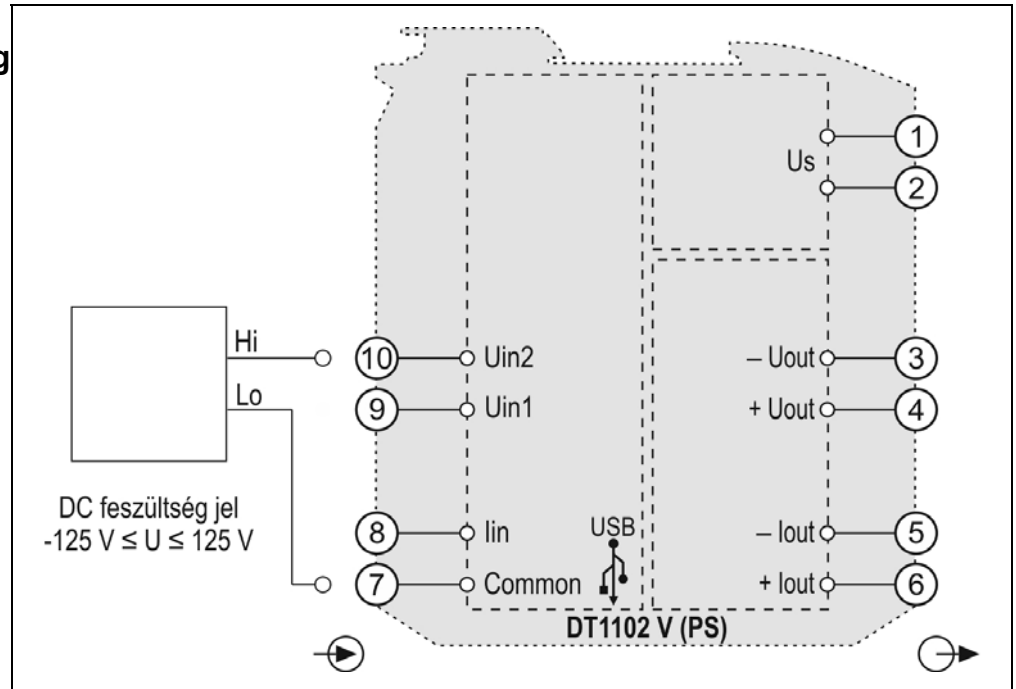 g
1
Us
2
Hi
10 Uin2
– Uout 3
Lo
9 Uin1
+ Uout 4
DC feszültség jel
-125 V ≤ U ≤ 125 V
8 Iin
USB
– Iout 5
7 Common
+ Iout 6
DT1102 V (PS)